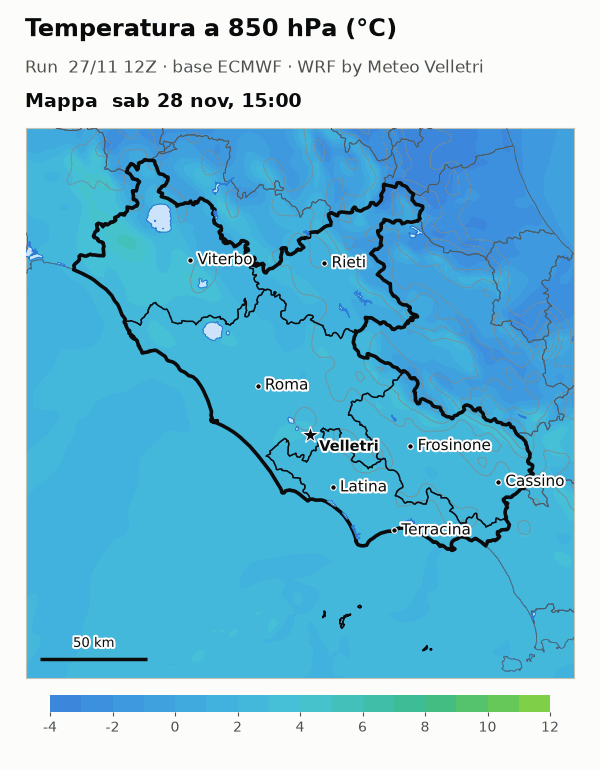 Temperatura a 850 hPa (°C)
Run  27/11 12Z · base ECMWF · WRF by Meteo Velletri
Mappa  sab 28 nov, 15:00
Viterbo
Rieti
Roma
Velletri
Frosinone
Cassino
Latina
Terracina
50 km
-4 -2 0 2 4 6 8 10 12